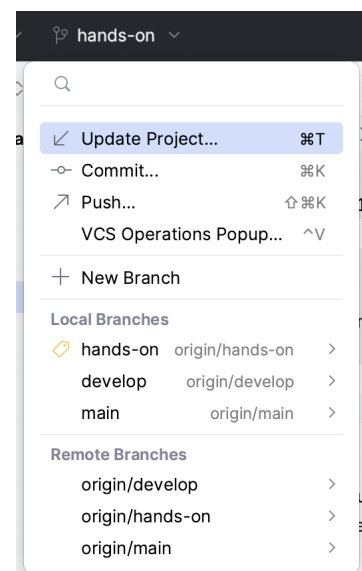 hands-on
Update Project... ⌘T
Commit... ⌘K
Push... ⇧⌘K
VCS Operations Popup... ^V
New Branch
Local Branches
hands-on origin/hands-on
develop origin/develop
main origin/main
Remote Branches
origin/develop
origin/hands-on
origin/main